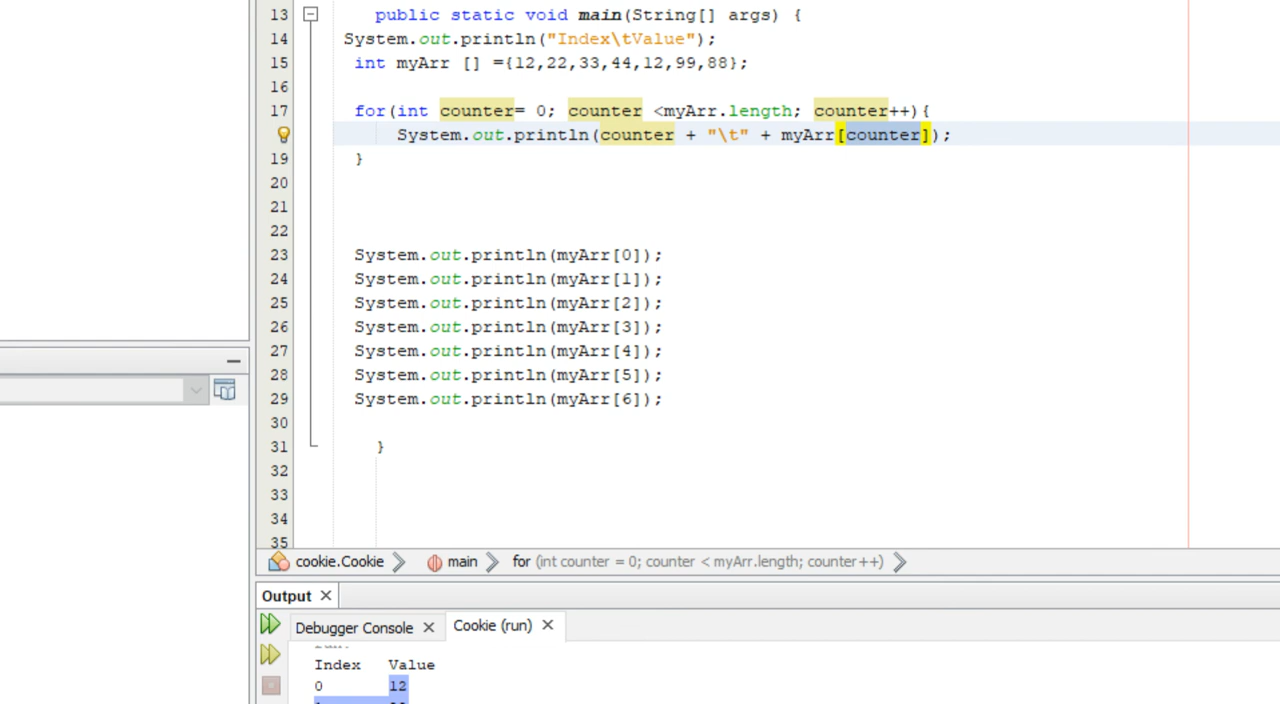 13 public static void main(String[] args) {
14 System.out.println("Index\tValue");
15 int myArr [] ={12,22,33,44,12,99,88};
16
17 for(int counter= 0; counter <myArr.length; counter++){
System.out.println(counter + "\t" + myArr[counter]);
19 }
20
21
22
23 System.out.println(myArr[0]);
24 System.out.println(myArr[1]);
25 System.out.println(myArr[2]);
26 System.out.println(myArr[3]);
27 System.out.println(myArr[4]);
28 System.out.println(myArr[5]);
29 System.out.println(myArr[6]);
30
31 }
32
33
34
35
cookie.Cookie main for (int counter = 0; counter < myArr.length; counter++)
Output
Debugger Console Cookie (run)
Index Value
0 12